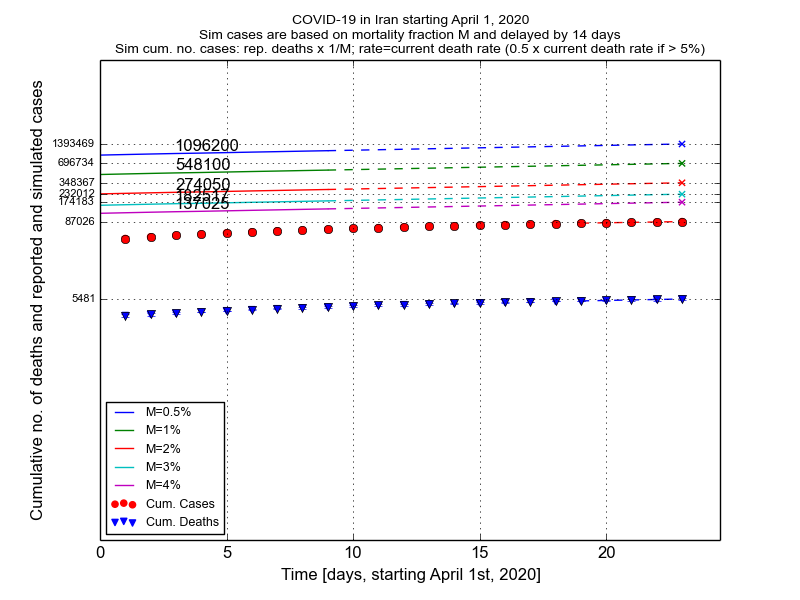 COVID-19 in Iran starting April 1, 2020
Sim cases are based on mortality fraction M and delayed by 14 days
Sim cum. no. cases: rep. deaths x 1/M; rate=current death rate (0.5 x current death rate if > 5%)
Cumulative no. of deaths and reported and simulated cases
1393469
696734
348367
232012
174183
87026
5481
1096200
548100
274050
182517
137025
M=0.5%
M=1%
M=2%
M=3%
M=4%
Cum. Cases
Cum. Deaths
0 5 10 15 20
Time [days, starting April 1st, 2020]